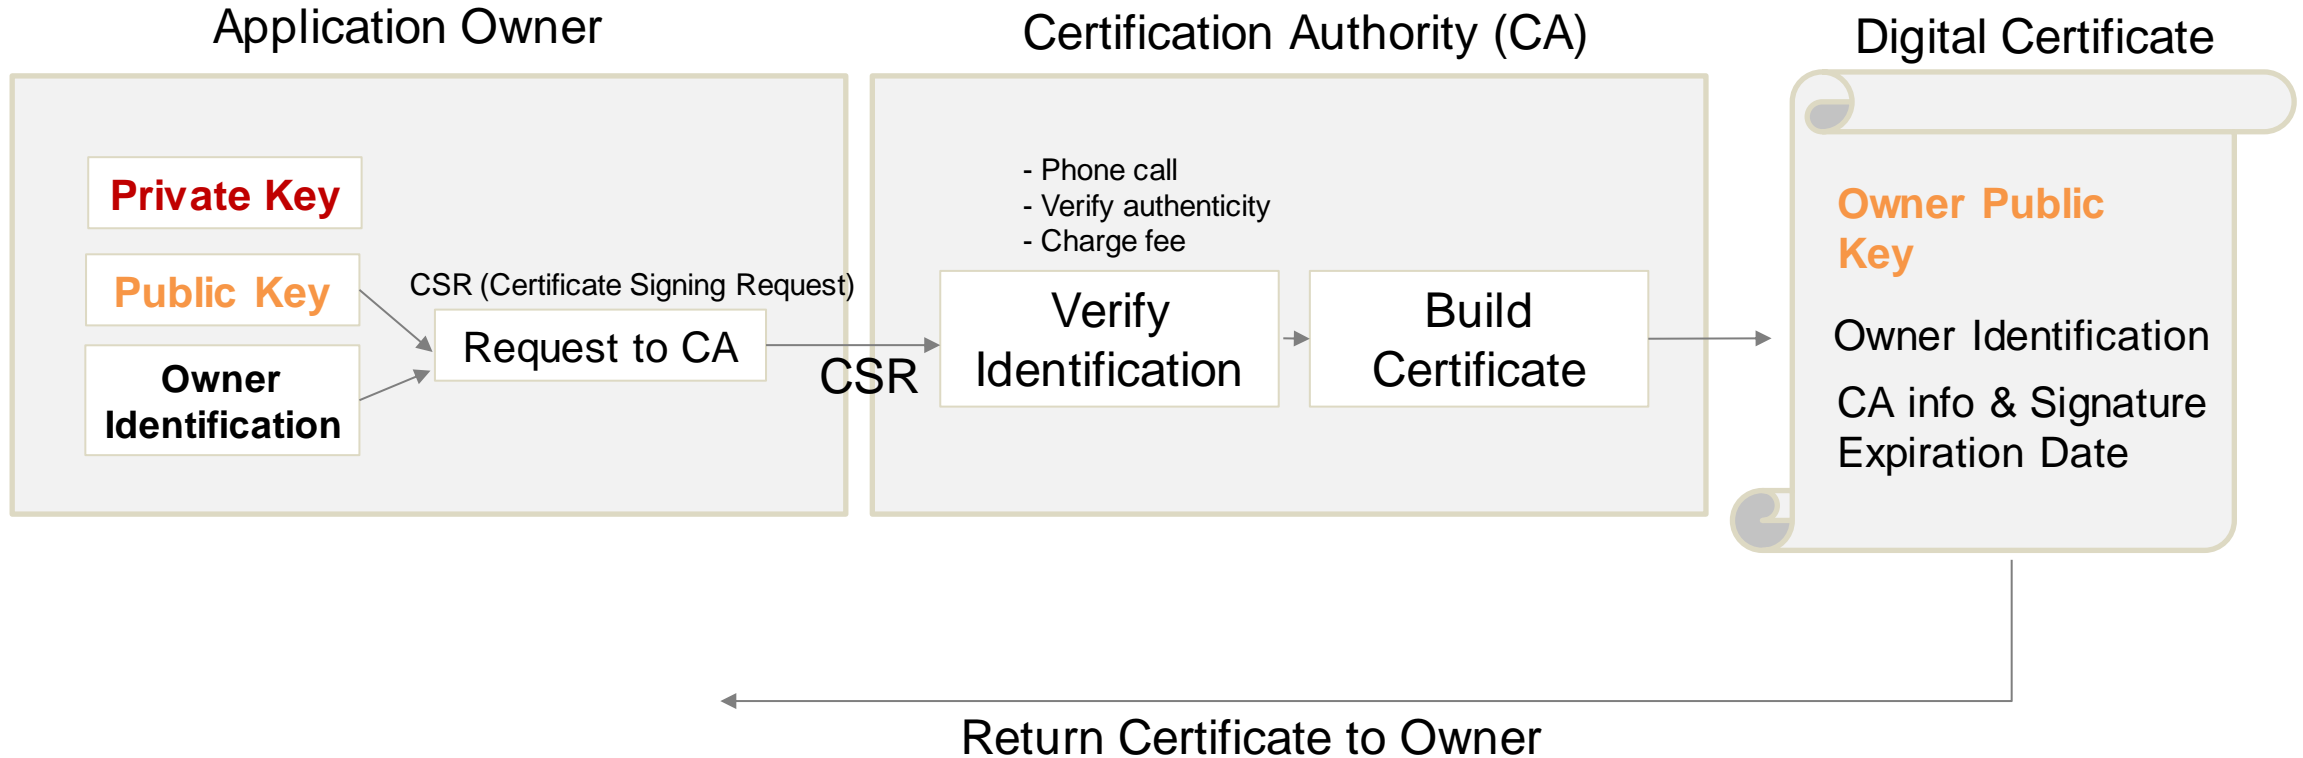 Application Owner
Private Key
Public Key
Owner
Identification
CSR (Certificate Signing Request)
Request to CA
CSR
Certification Authority (CA)
- Phone call
- Verify authenticity
- Charge fee
Verify
Identification
Build
Certificate
Digital Certificate
Owner Public
Key
Owner Identification
CA info & Signature
Expiration Date
Return Certificate to Owner